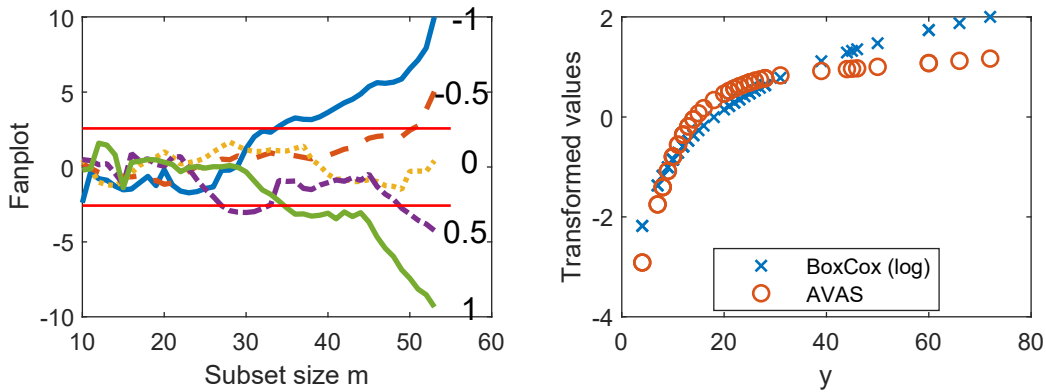 10
5
0
-5
-10
Fanplot
-1
-0.5
0
0.5
1
10 20 30 40 50 60
Subset size m
2
0
-2
-4
Transformed values
BoxCox (log)
AVAS
0 20 40 60 80
y